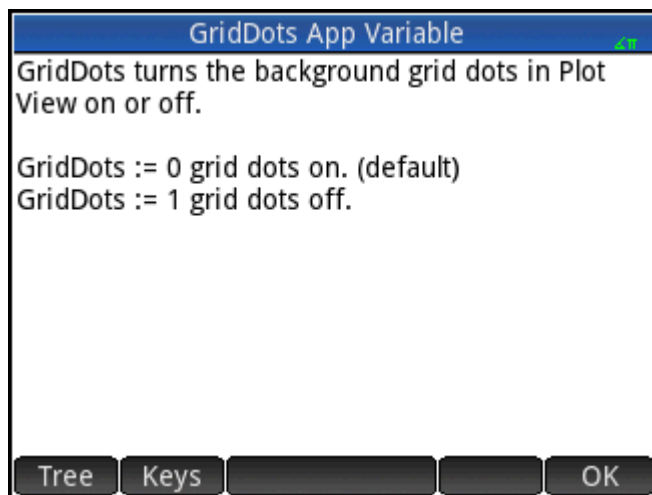 GridDots App Variable
∡π
GridDots turns the background grid dots in Plot
View on or off.
GridDots := 0 grid dots on. (default)
GridDots := 1 grid dots off.
Tree Keys OK